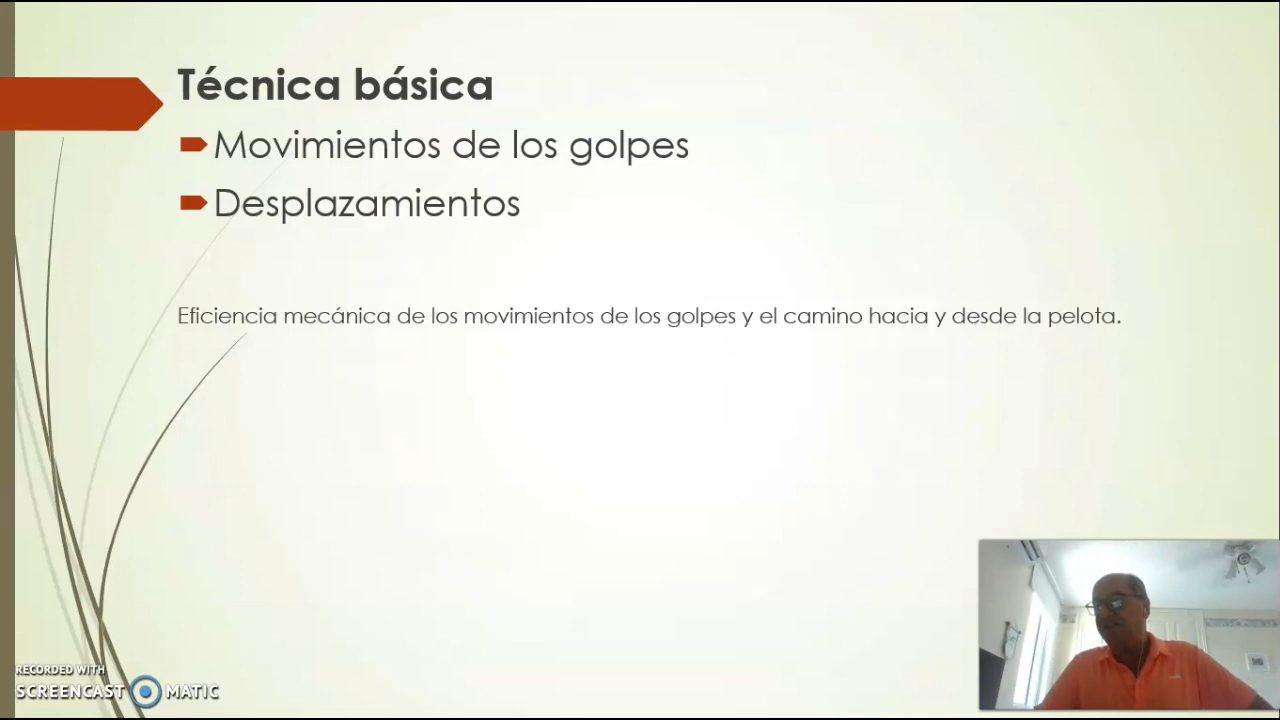 Técnica básica
Movimientos de los golpes
Desplazamientos
Eficiencia mecánica de los movimientos de los golpes y el camino hacia y desde la pelota.
RECORDED WITH
SCREENCAST MATIC